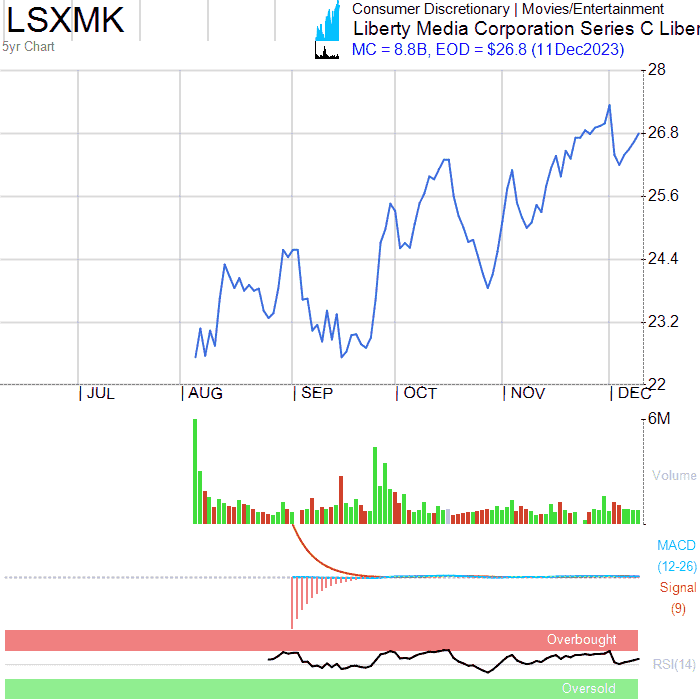 LSXMK
5yr Chart
Consumer Discretionary | Movies/Entertainment
Liberty Media Corporation Series C Liber
MC = 8.8B, EOD = $26.8 (11Dec2023)
28
26.8
25.6
24.4
23.2
22
| JUL | AUG | SEP | OCT | NOV | DEC
6M
Volume
MACD
(12-26)
Signal
(9)
Overbought
RSI(14)
Oversold